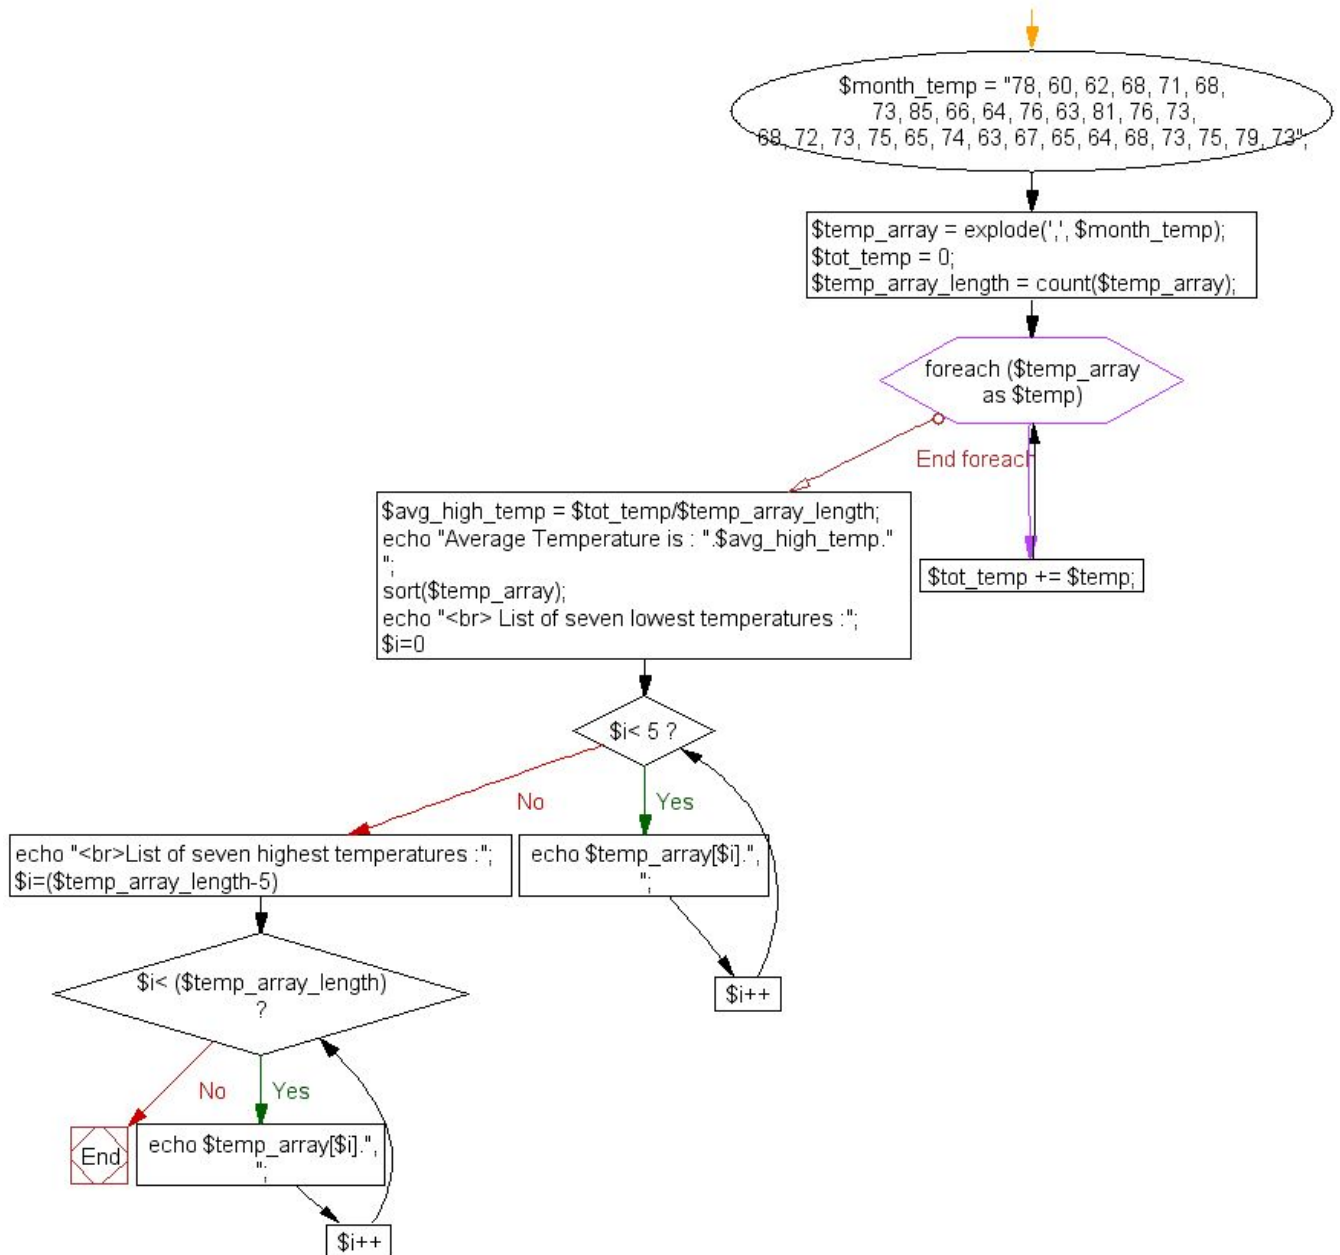 $month_temp = "78, 60, 62, 68, 71, 68,
73, 85, 66, 64, 76, 63, 81, 76, 73,
68, 72, 73, 75, 65, 74, 63, 67, 65, 64, 68, 73, 75, 79, 73";
$temp_array = explode(',', $month_temp);
$tot_temp = 0;
$temp_array_length = count($temp_array);
foreach ($temp_array
as $temp)
End foreach
$tot_temp += $temp;
$avg_high_temp = $tot_temp/$temp_array_length;
echo "Average Temperature is : ".$avg_high_temp."
";
sort($temp_array);
echo "<br> List of seven lowest temperatures :";
$i=0
$i< 5 ?
No
Yes
echo "<br>List of seven highest temperatures :";
$i=($temp_array_length-5)
echo $temp_array[$i].",
";
$i++
$i< ($temp_array_length)
?
No
Yes
End
echo $temp_array[$i].",
";
$i++